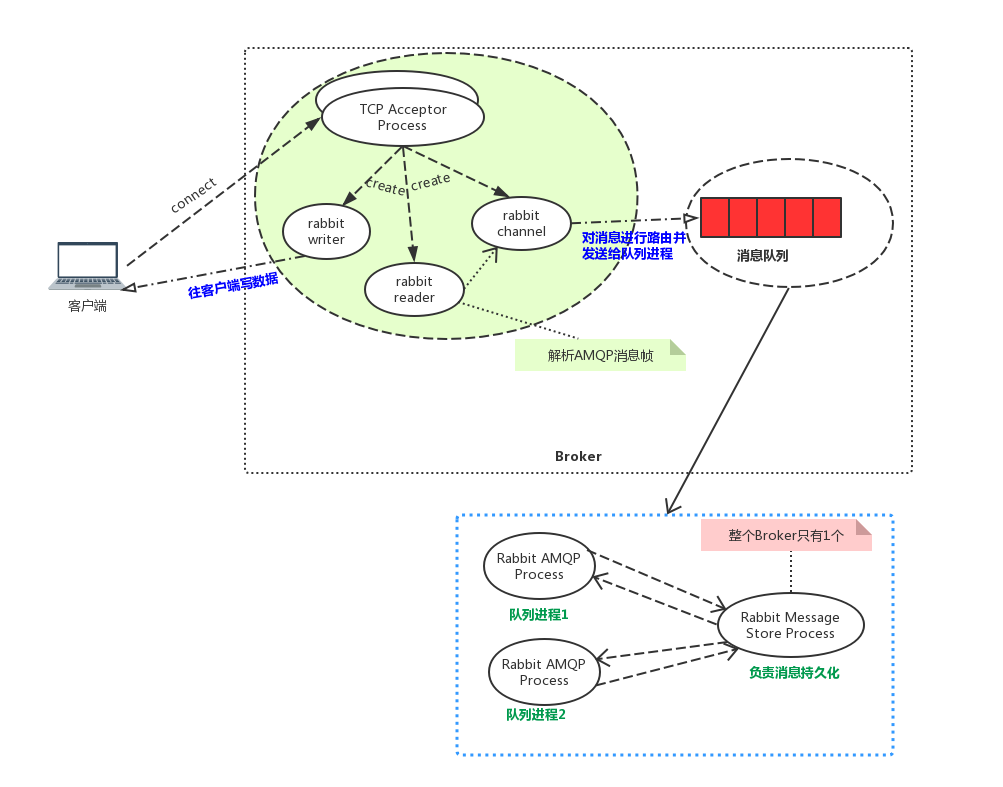 TCP Acceptor
Process
connect
create
create
rabbit
writer
rabbit
channel
rabbit
reader
对消息进行路由并
发送给队列进程
消息队列
往客户端写数据
客户端
解析AMQP消息帧
Broker
整个Broker只有1个
Rabbit AMQP
Process
队列进程1
Rabbit Message
Store Process
负责消息持久化
Rabbit AMQP
Process
队列进程2